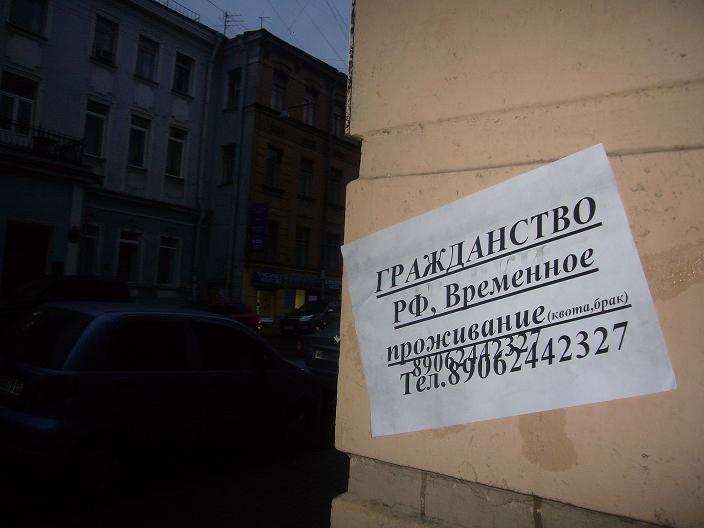 ГРАЖДАНСТВО
РФ, Временное
проживание(квота,брак)
89062442327
Тел.89062442327